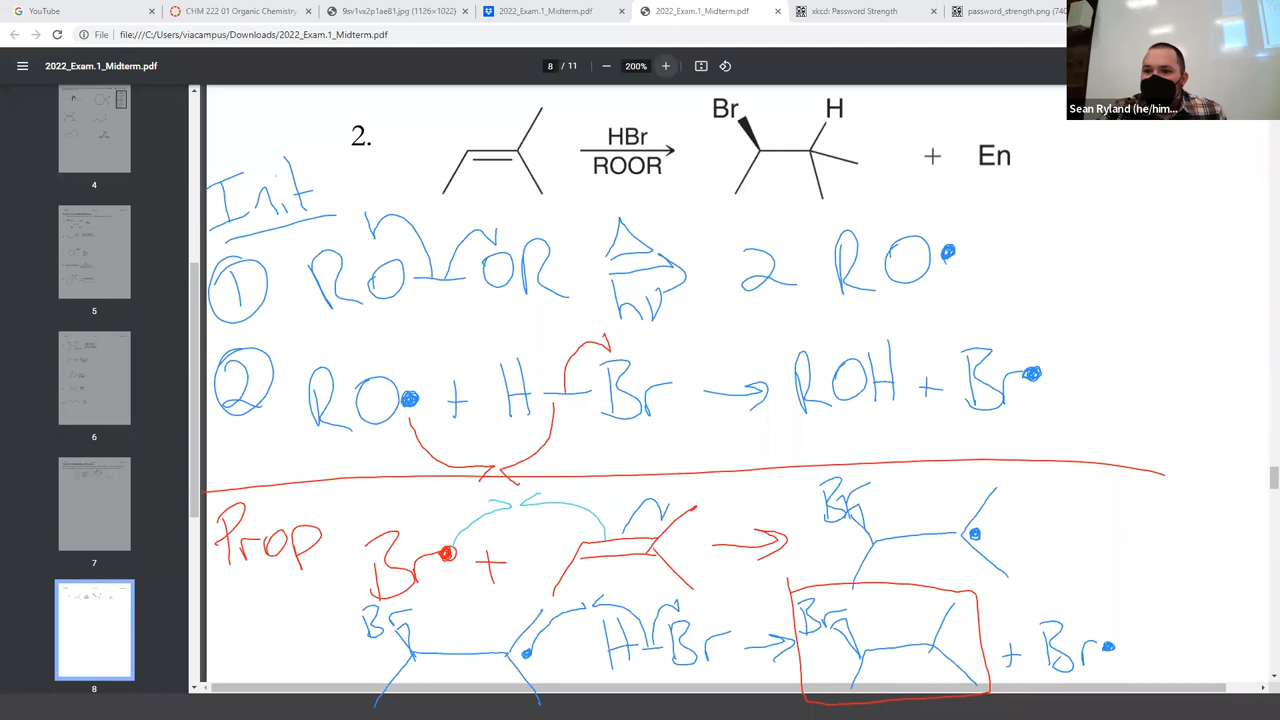 YouTube
CHM 222 01 Organic Chemistry
9sv1vx2p1ae81.jpg (1126×1022)
2022_Exam.1_Midterm.pdf
2022_Exam.1_Midterm.pdf
xkcd: Password Strength
password_strength.png (740
File file:///C:/Users/viacampus/Downloads/2022_Exam.1_Midterm.pdf
2022_Exam.1_Midterm.pdf
8 / 11
200%
Sean Ryland (he/him...
4
5
6
7
8
2. HBr ROOR Br H + En
Init
① RO—OR Δ hν 2 RO•
② RO• + H—Br → ROH + Br•
Prop Br• + → Br •
Br • H—Br → Br + Br•